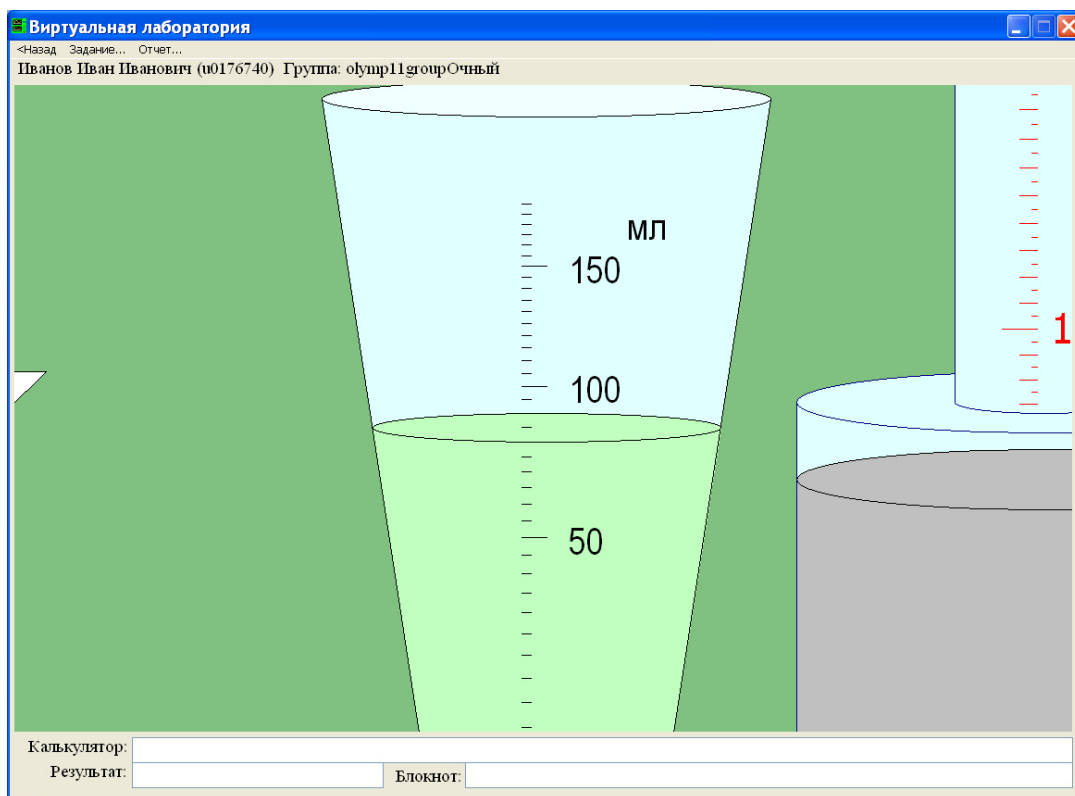 Виртуальная лаборатория
<Назад Задание... Отчет...
Иванов Иван Иванович (u0176740) Группа: olymp11groupОчный
мл
150
1
100
50
Калькулятор:
Результат: Блокнот: